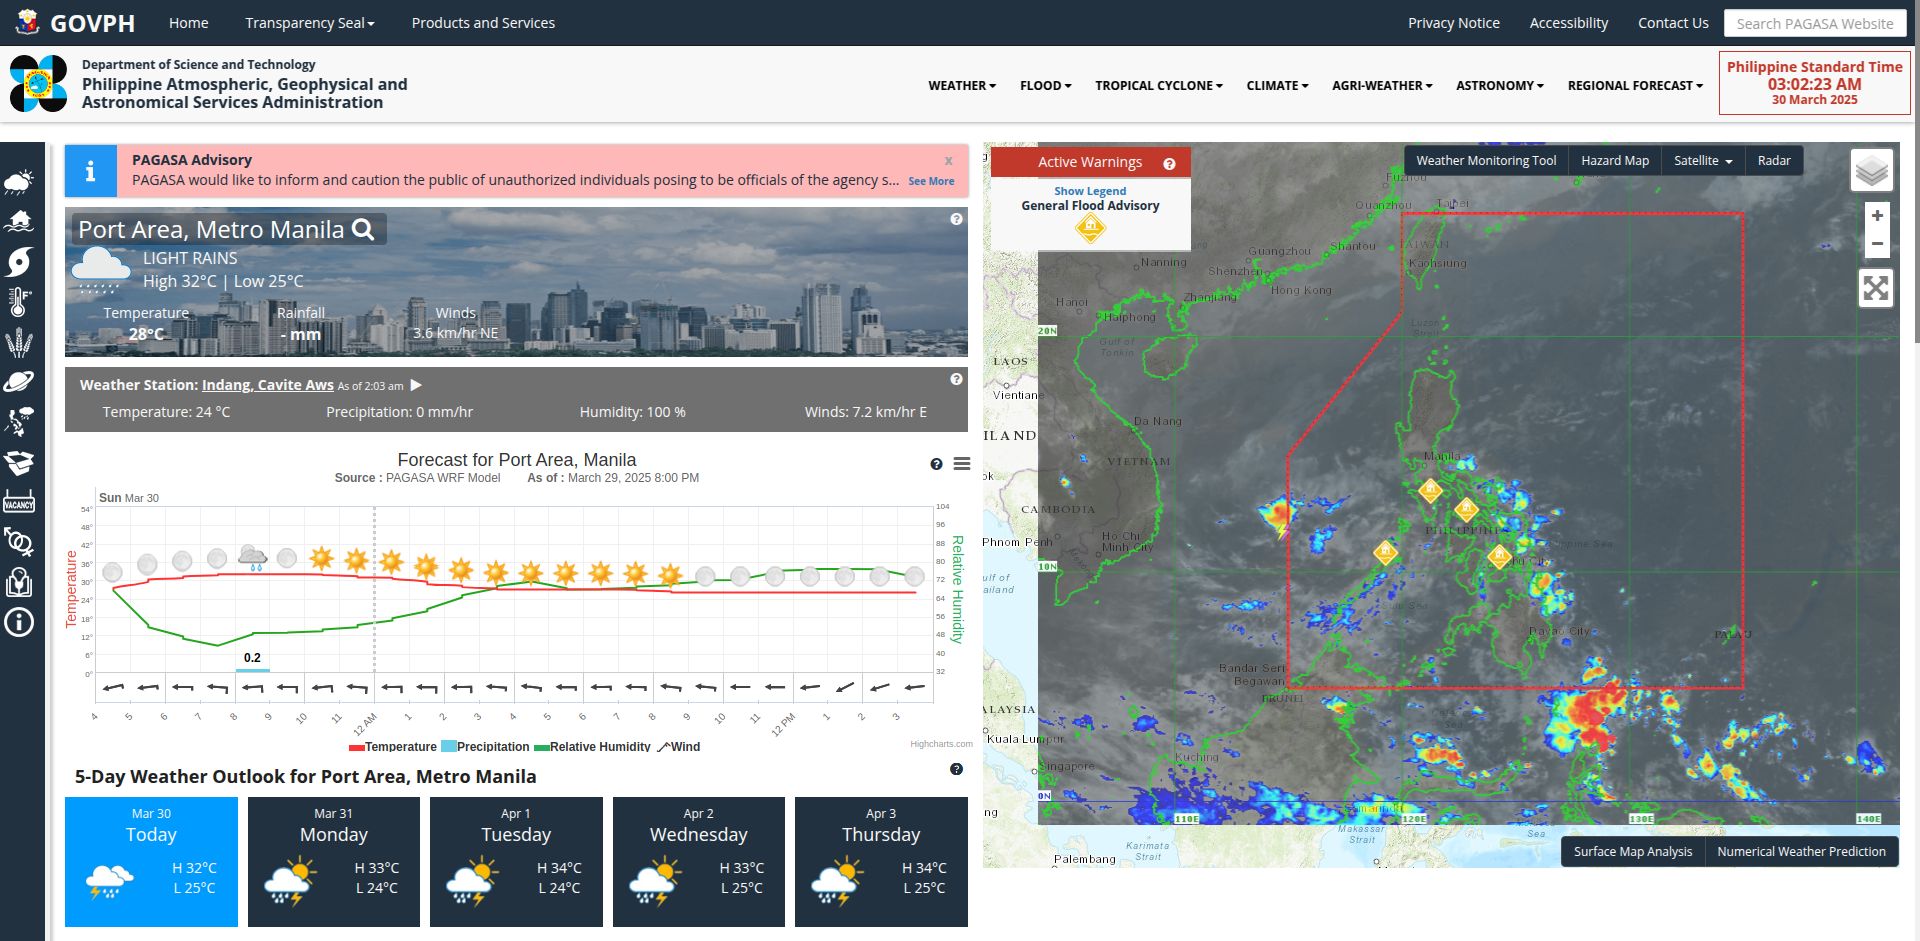 GOVPH
Home
Transparency Seal
Products and Services
Privacy Notice
Accessibility
Contact Us
Search PAGASA Website
Department of Science and Technology
Philippine Atmospheric, Geophysical and
Astronomical Services Administration
WEATHER
FLOOD
TROPICAL CYCLONE
CLIMATE
AGRI-WEATHER
ASTRONOMY
REGIONAL FORECAST
Philippine Standard Time
03:02:23 AM
30 March 2025
VACANCY
PAGASA Advisory
x
PAGASA would like to inform and caution the public of unauthorized individuals posing to be officials of the agency s... See More
Port Area, Metro Manila
LIGHT RAINS
High 32°C | Low 25°C
Temperature
28°C
Rainfall
- mm
Winds
3.6 km/hr NE
Weather Station: Indang, Cavite Aws As of 2:03 am
Temperature: 24 °C
Precipitation: 0 mm/hr
Humidity: 100 %
Winds: 7.2 km/hr E
Forecast for Port Area, Manila
Source : PAGASA WRF Model As of : March 29, 2025 8:00 PM
Sun Mar 30
54°
48°
42°
36°
30°
24°
18°
12°
6°
0°
Temperature
104
96
88
80
72
64
56
48
40
32
Relative Humidity
0.2
4 5 6 7 8 9 10 11 12 AM 1 2 3 4 5 6 7 8 9 10 11 12 PM 1 2 3
Temperature Precipitation Relative Humidity Wind
Highcharts.com
5-Day Weather Outlook for Port Area, Metro Manila
Mar 30
Today
H 32°C
L 25°C
Mar 31
Monday
H 33°C
L 24°C
Apr 1
Tuesday
H 34°C
L 24°C
Apr 2
Wednesday
H 33°C
L 25°C
Apr 3
Thursday
H 34°C
L 25°C
Active Warnings
Show Legend
General Flood Advisory
Weather Monitoring Tool
Hazard Map
Satellite
Radar
+
−
Fuzhou
Quanzhou
Taipei
TAIWAN
Kaohsiung
Guangzhou
Shantou
Nanning
Shenzhen
Hong Kong
Zhanjiang
Hanoi
Haiphong
Gulf of
Tonkin
Luzon
Strait
20N
LAOS
Vientiane
Da Nang
ILAND
VIETNAM
Manila
ok
CAMBODIA
PHILIPPINES
Phnom Penh
Ho Chi
Minh City
ppine Sea
10N
ulf of
ailand
Sulu Sea
Davao City
PALAU
Bandar Seri
Begawan
BRUNEI
ALAYSIA
Kuala Lumpur
Kuching
Singapore
0N
110E
120E
130E
140E
ng
Palembang
Karimata
Strait
Makassar
Strait
Sea
Surface Map Analysis
Numerical Weather Prediction